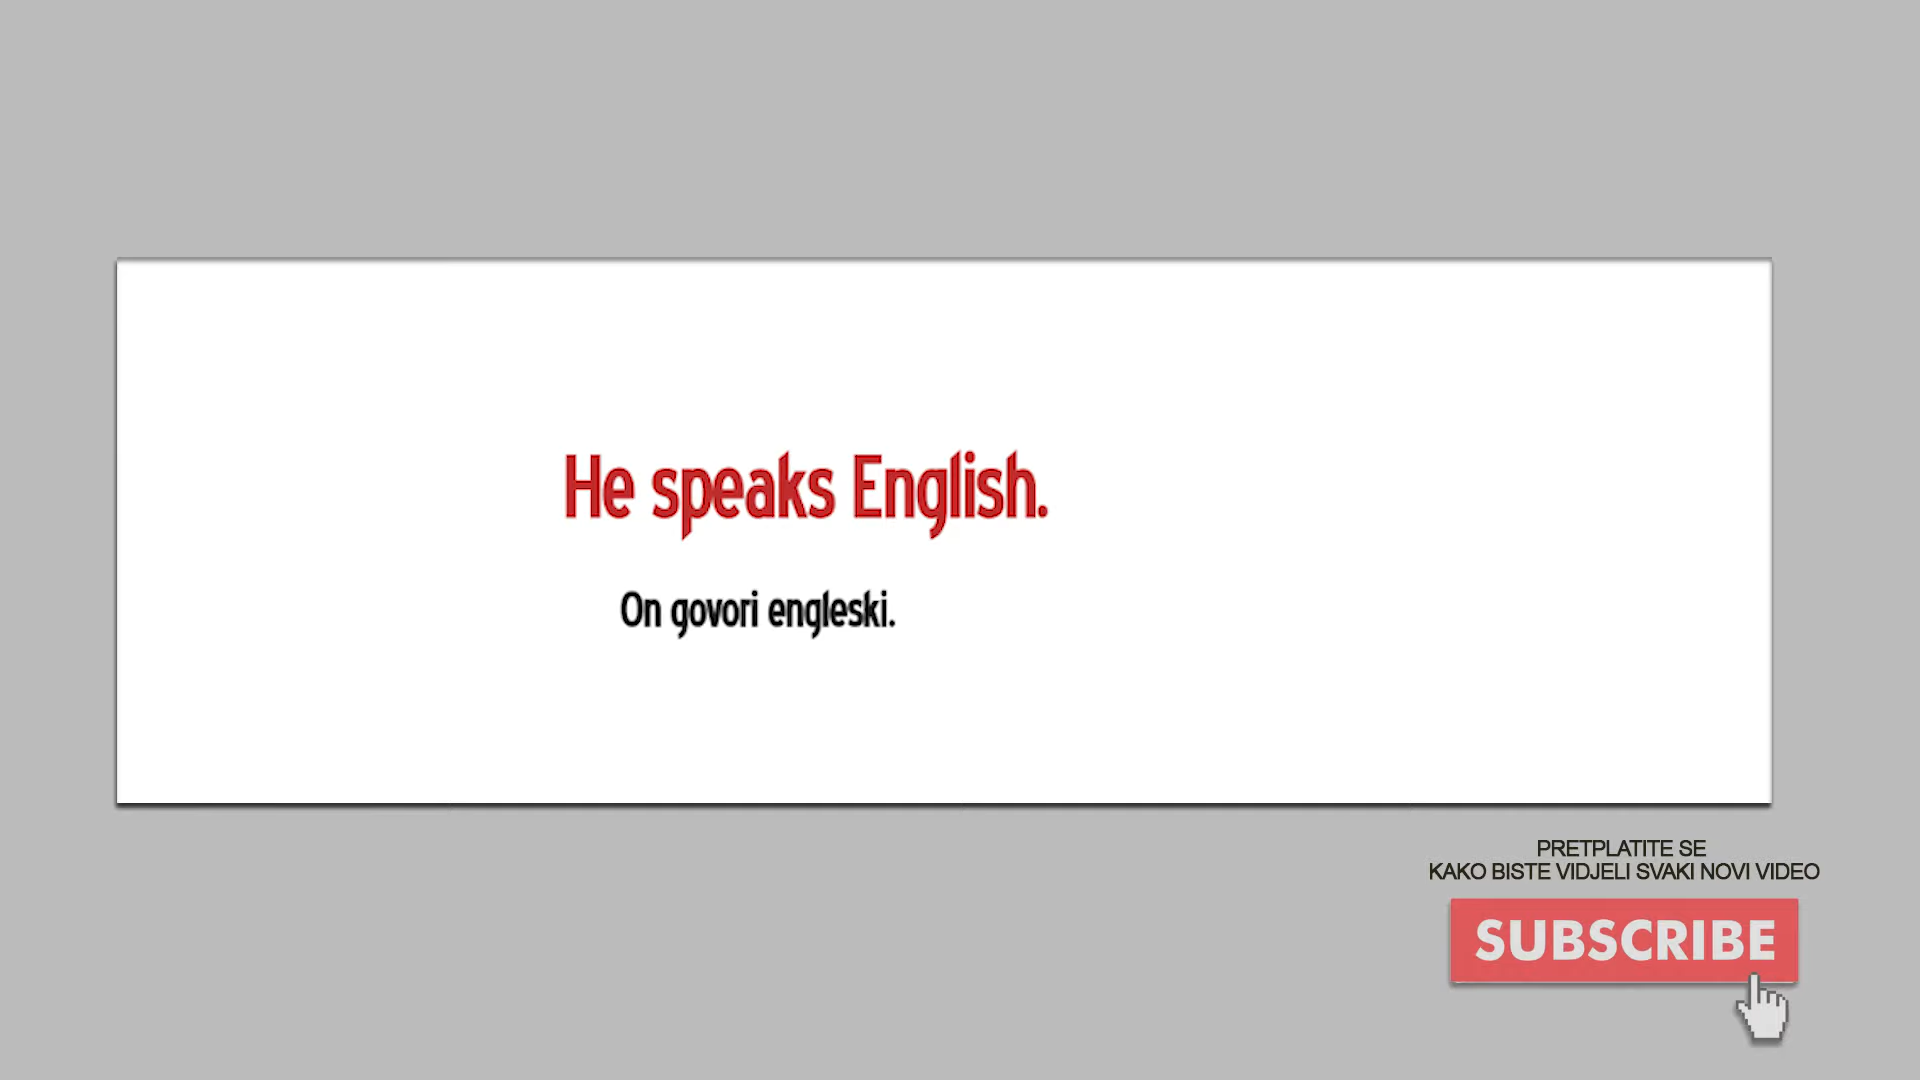 He speaks English.
On govori engleski.
PRETPLATITE SE
KAKO BISTE VIDJELI SVAKI NOVI VIDEO
SUBSCRIBE